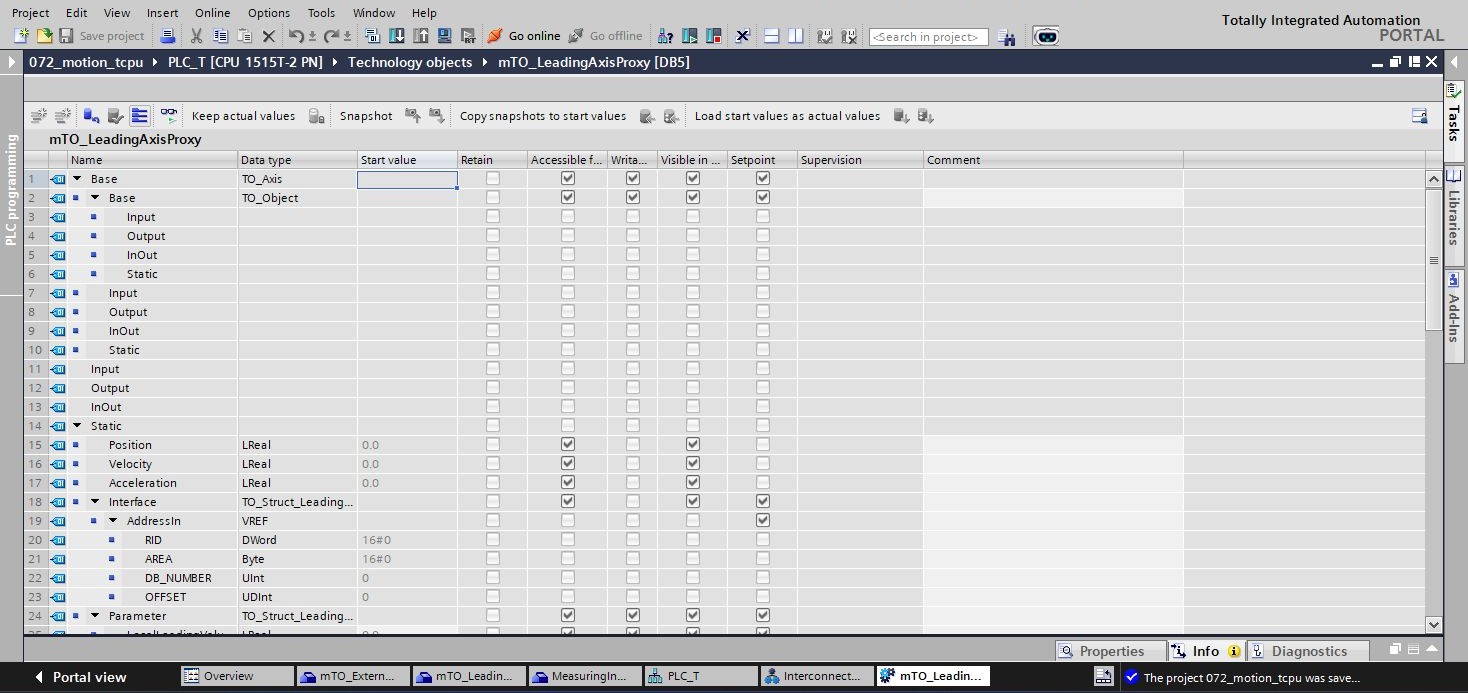 Project Edit View Insert Online Options Tools Window Help
Totally Integrated Automation
PORTAL
Save project Go online Go offline <Search in project>
072_motion_tcpu PLC_T [CPU 1515T-2 PN] Technology objects mTO_LeadingAxisProxy [DB5]
Keep actual values Snapshot Copy snapshots to start values Load start values as actual values
mTO_LeadingAxisProxy
Name Data type Start value Retain Accessible f... Writa... Visible in ... Setpoint Supervision Comment
1 Base TO_Axis
2 Base TO_Object
3 Input
4 Output
5 InOut
6 Static
7 Input
8 Output
9 InOut
10 Static
11 Input
12 Output
13 InOut
14 Static
15 Position LReal 0.0
16 Velocity LReal 0.0
17 Acceleration LReal 0.0
18 Interface TO_Struct_Leading...
19 AddressIn VREF
20 RID DWord 16#0
21 AREA Byte 16#0
22 DB_NUMBER UInt 0
23 OFFSET UDInt 0
24 Parameter TO_Struct_Leading...
PLC programming
Tasks
Libraries
Add-Ins
Properties Info Diagnostics
Portal view Overview mTO_Extern... mTO_Leadin... MeasuringIn... PLC_T Interconnect... mTO_Leadin... The project 072_motion_tcpu was save...